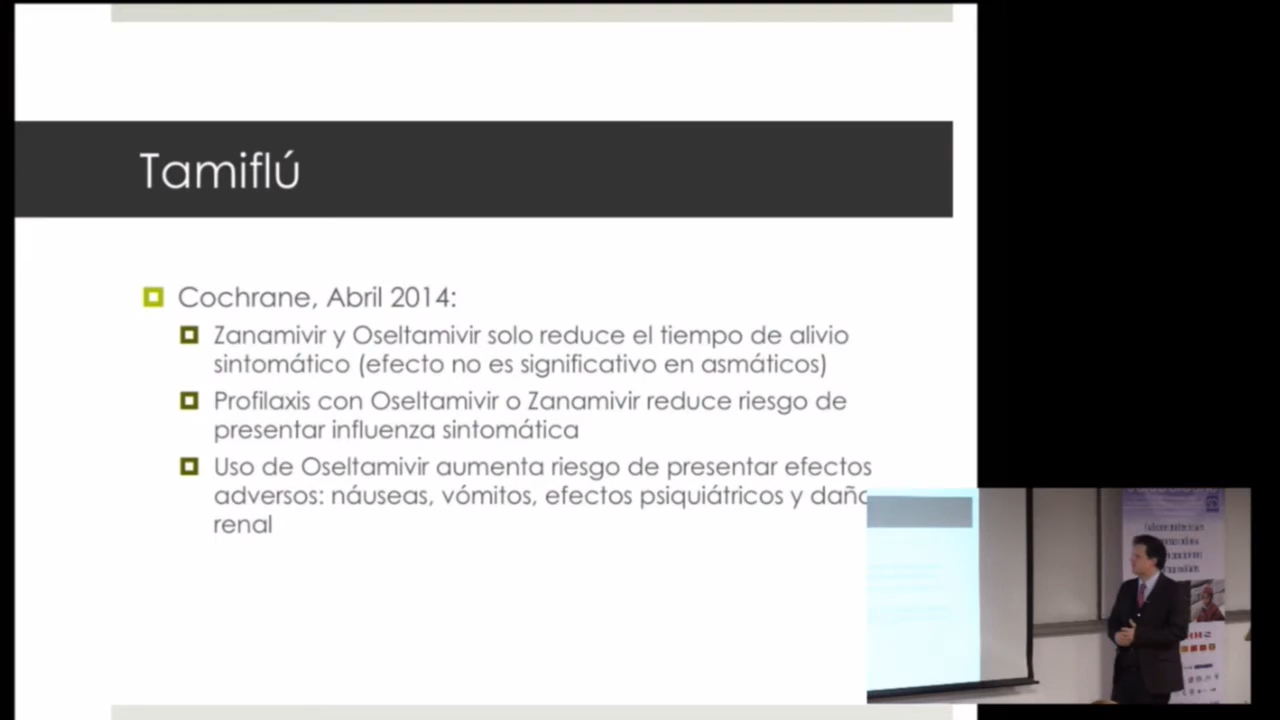 Tamiflú
Cochrane, Abril 2014:
Zanamivir y Oseltamivir solo reduce el tiempo de alivio
sintomático (efecto no es significativo en asmáticos)
Profilaxis con Oseltamivir o Zanamivir reduce riesgo de
presentar influenza sintomática
Uso de Oseltamivir aumenta riesgo de presentar efectos
adversos: náuseas, vómitos, efectos psiquiátricos y daño
renal